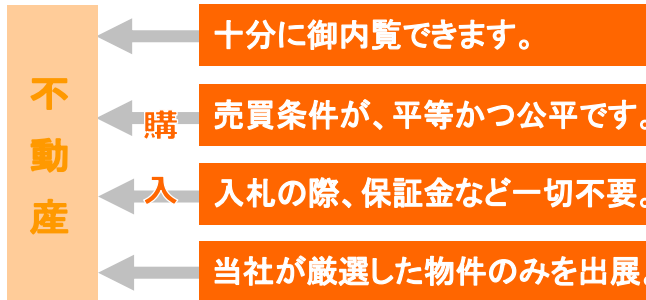 不動産
購入
十分に御内覧できます。
売買条件が、平等かつ公平です。
入札の際、保証金など一切不要。
当社が厳選した物件のみを出展。